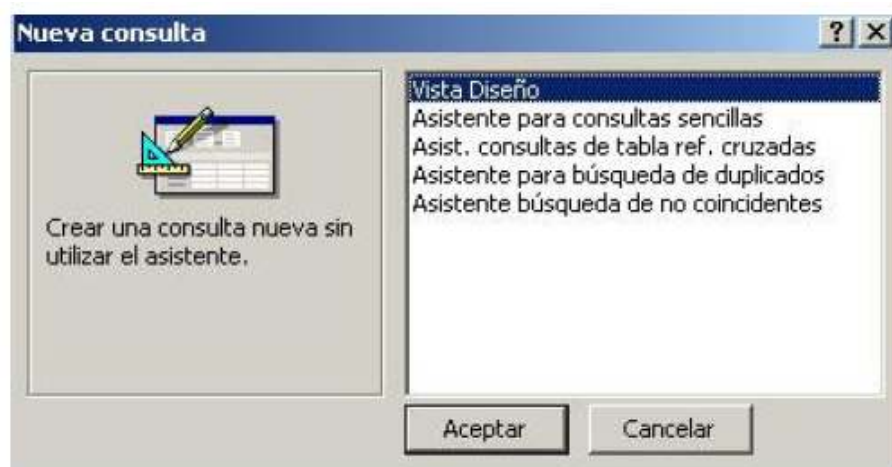 Nueva consulta
Crear una consulta nueva sin
utilizar el asistente.
Vista Diseño
Asistente para consultas sencillas
Asist. consultas de tabla ref. cruzadas
Asistente para búsqueda de duplicados
Asistente búsqueda de no coincidentes
Aceptar
Cancelar